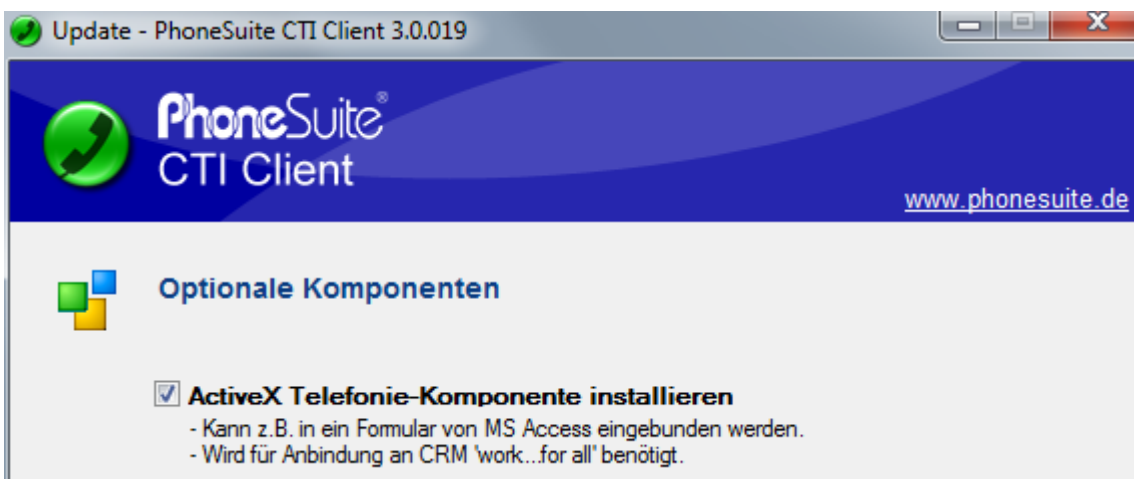 Update - PhoneSuite CTI Client 3.0.019
PhoneSuite®
CTI Client
www.phonesuite.de
Optionale Komponenten
ActiveX Telefonie-Komponente installieren
- Kann z.B. in ein Formular von MS Access eingebunden werden.
- Wird für Anbindung an CRM 'work...for all' benötigt.